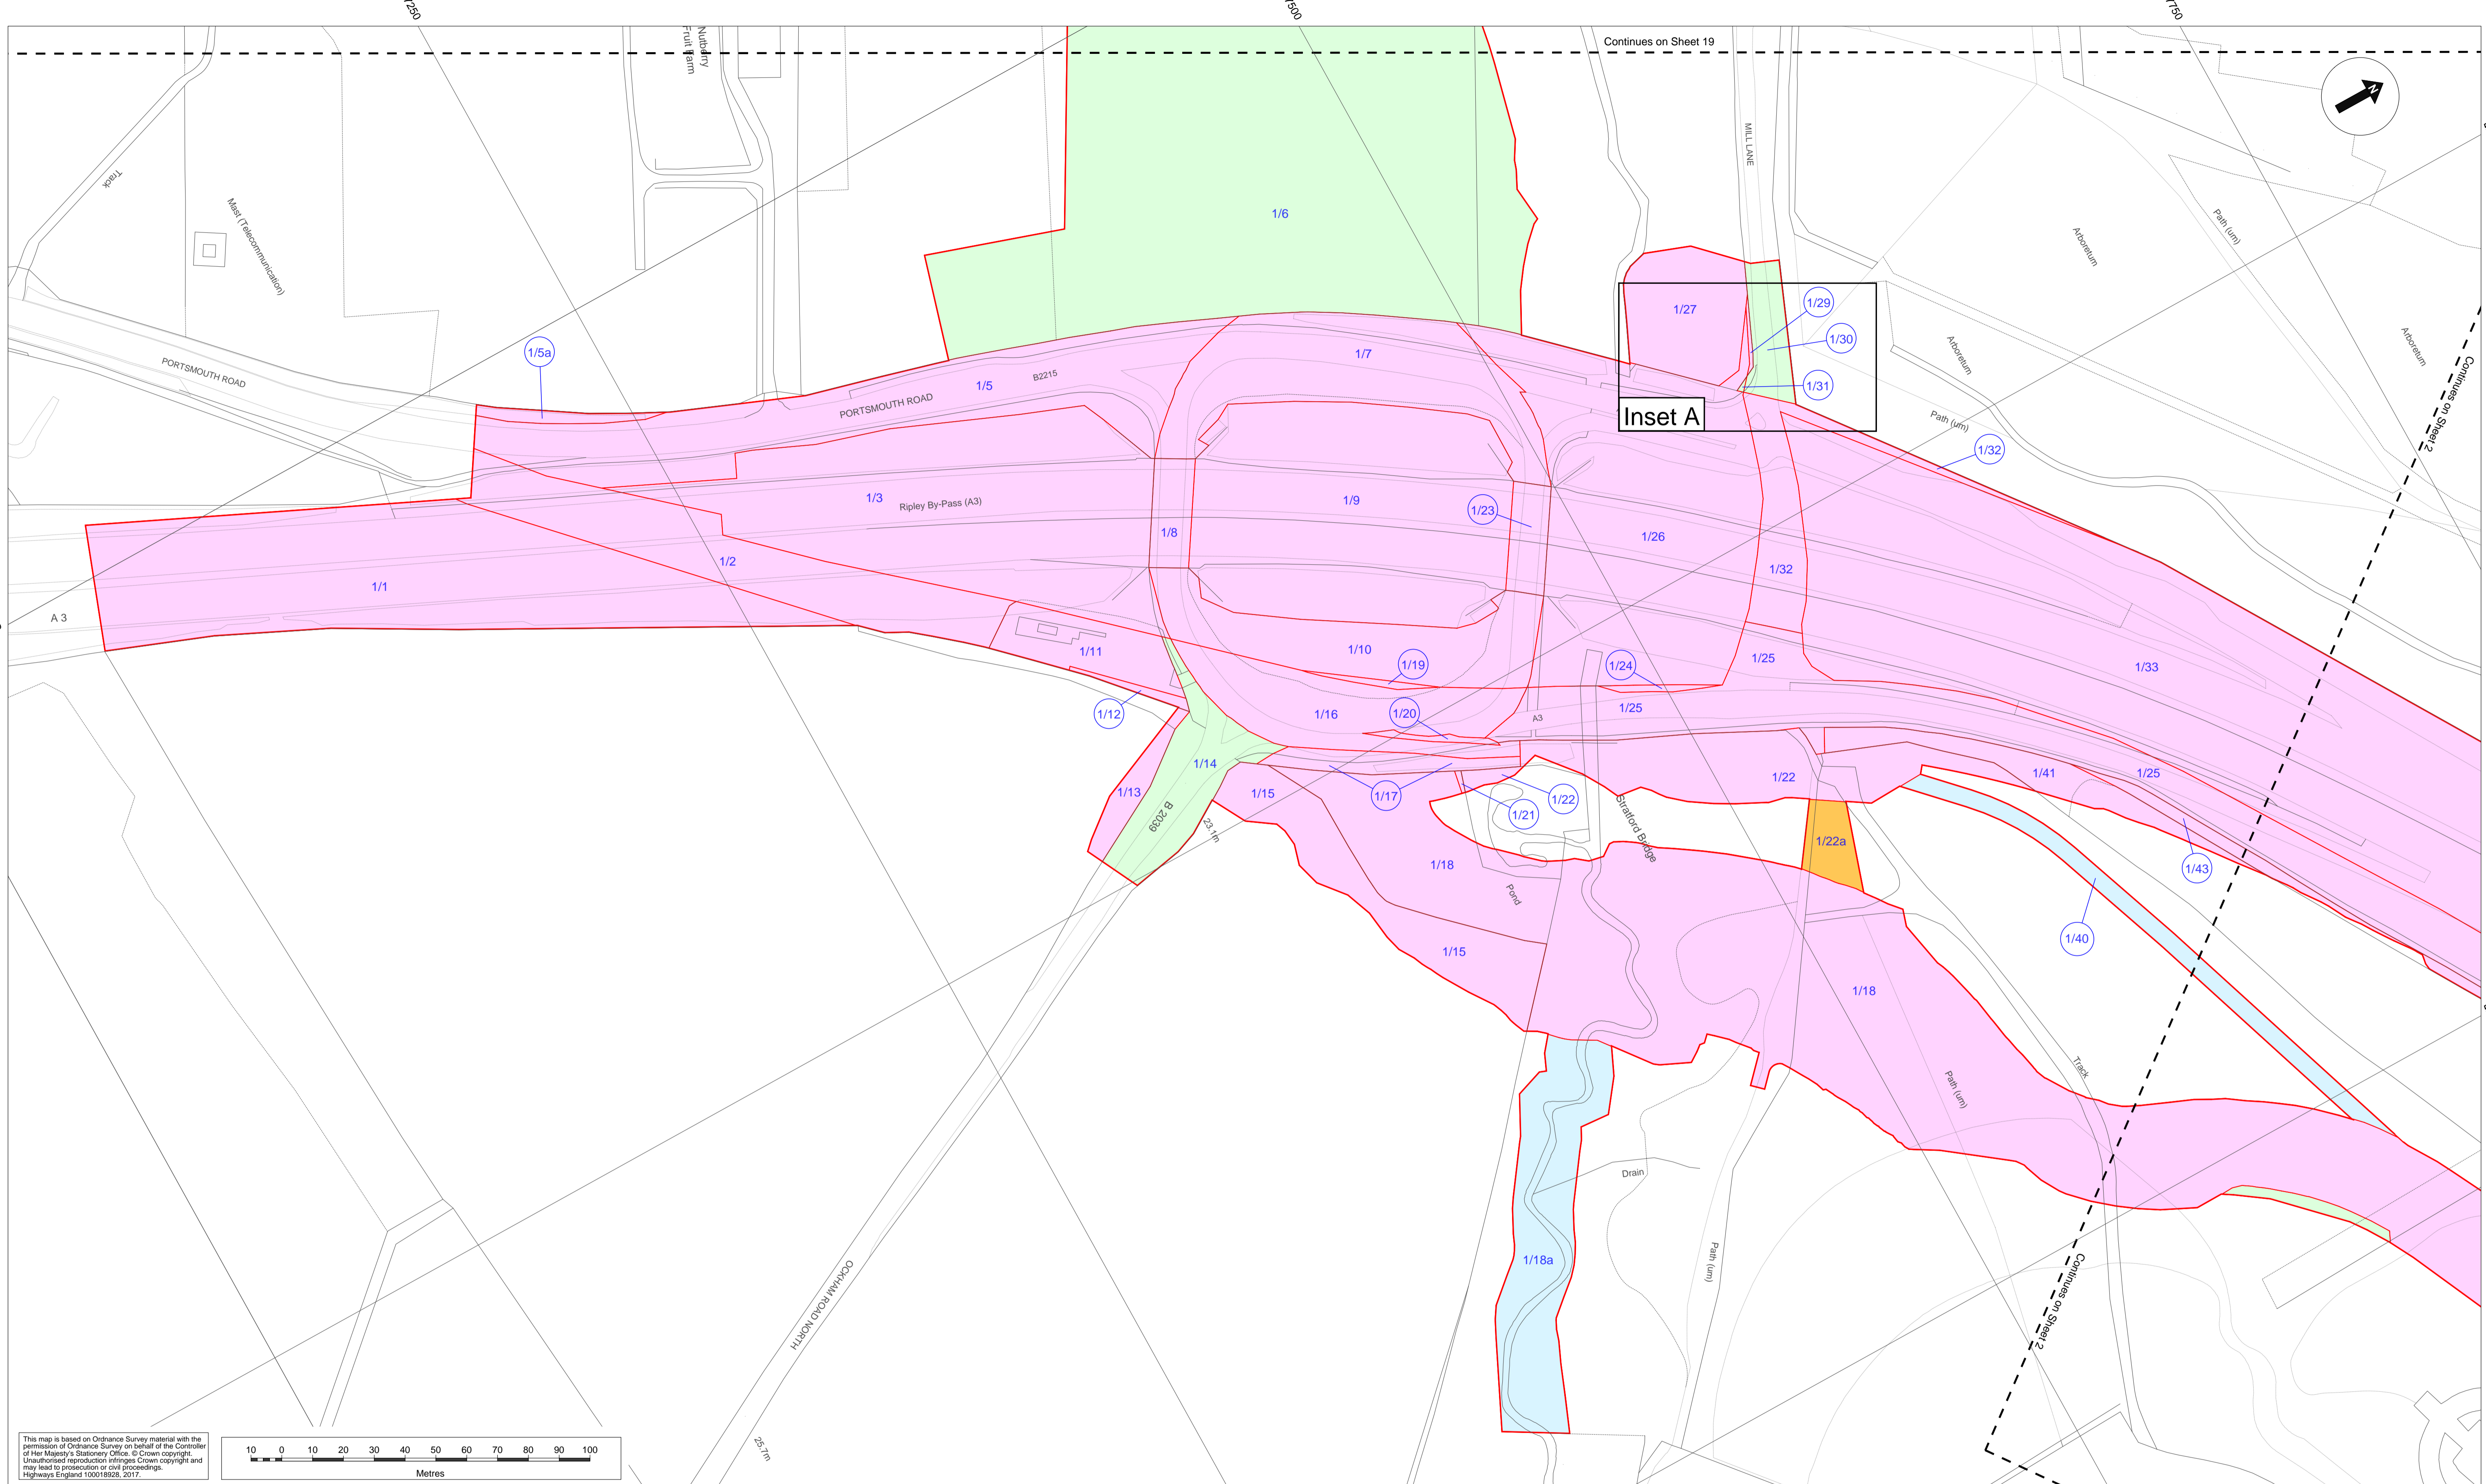 7250
7500
7750
Continues on Sheet 19
Nutberry
Fruit Farm
N
Track
Mast (Telecommunication)
MILL LANE
1/6
Path (um)
Arboretum
Arboretum
Arboretum
1/27
1/29
1/30
1/31
Inset A
Path (um)
1/32
Continues on Sheet 2
PORTSMOUTH ROAD
1/5a
1/5
B2215
PORTSMOUTH ROAD
1/7
1/3
Ripley By-Pass (A3)
1/9
1/23
1/8
1/26
1/2
1/32
1/1
A 3
1/11
1/10
1/19
1/24
1/25
1/33
1/12
1/16
1/20
A3
1/25
1/14
1/13
1/15
1/17
1/22
1/21
1/22
1/41
1/25
B 2039
23.1m
Stratford Bridge
1/22a
1/43
1/18
Pond
1/40
1/15
1/18
Track
Path (um)
Drain
1/18a
Path (um)
Continues on Sheet 2
OCKHAM ROAD NORTH
25.7m
This map is based on Ordnance Survey material with the
permission of Ordnance Survey on behalf of the Controller
of Her Majesty's Stationery Office. © Crown copyright.
Unauthorised reproduction infringes Crown copyright and
may lead to prosecution or civil proceedings.
Highways England 100018928, 2017.
10 0 10 20 30 40 50 60 70 80 90 100
Metres